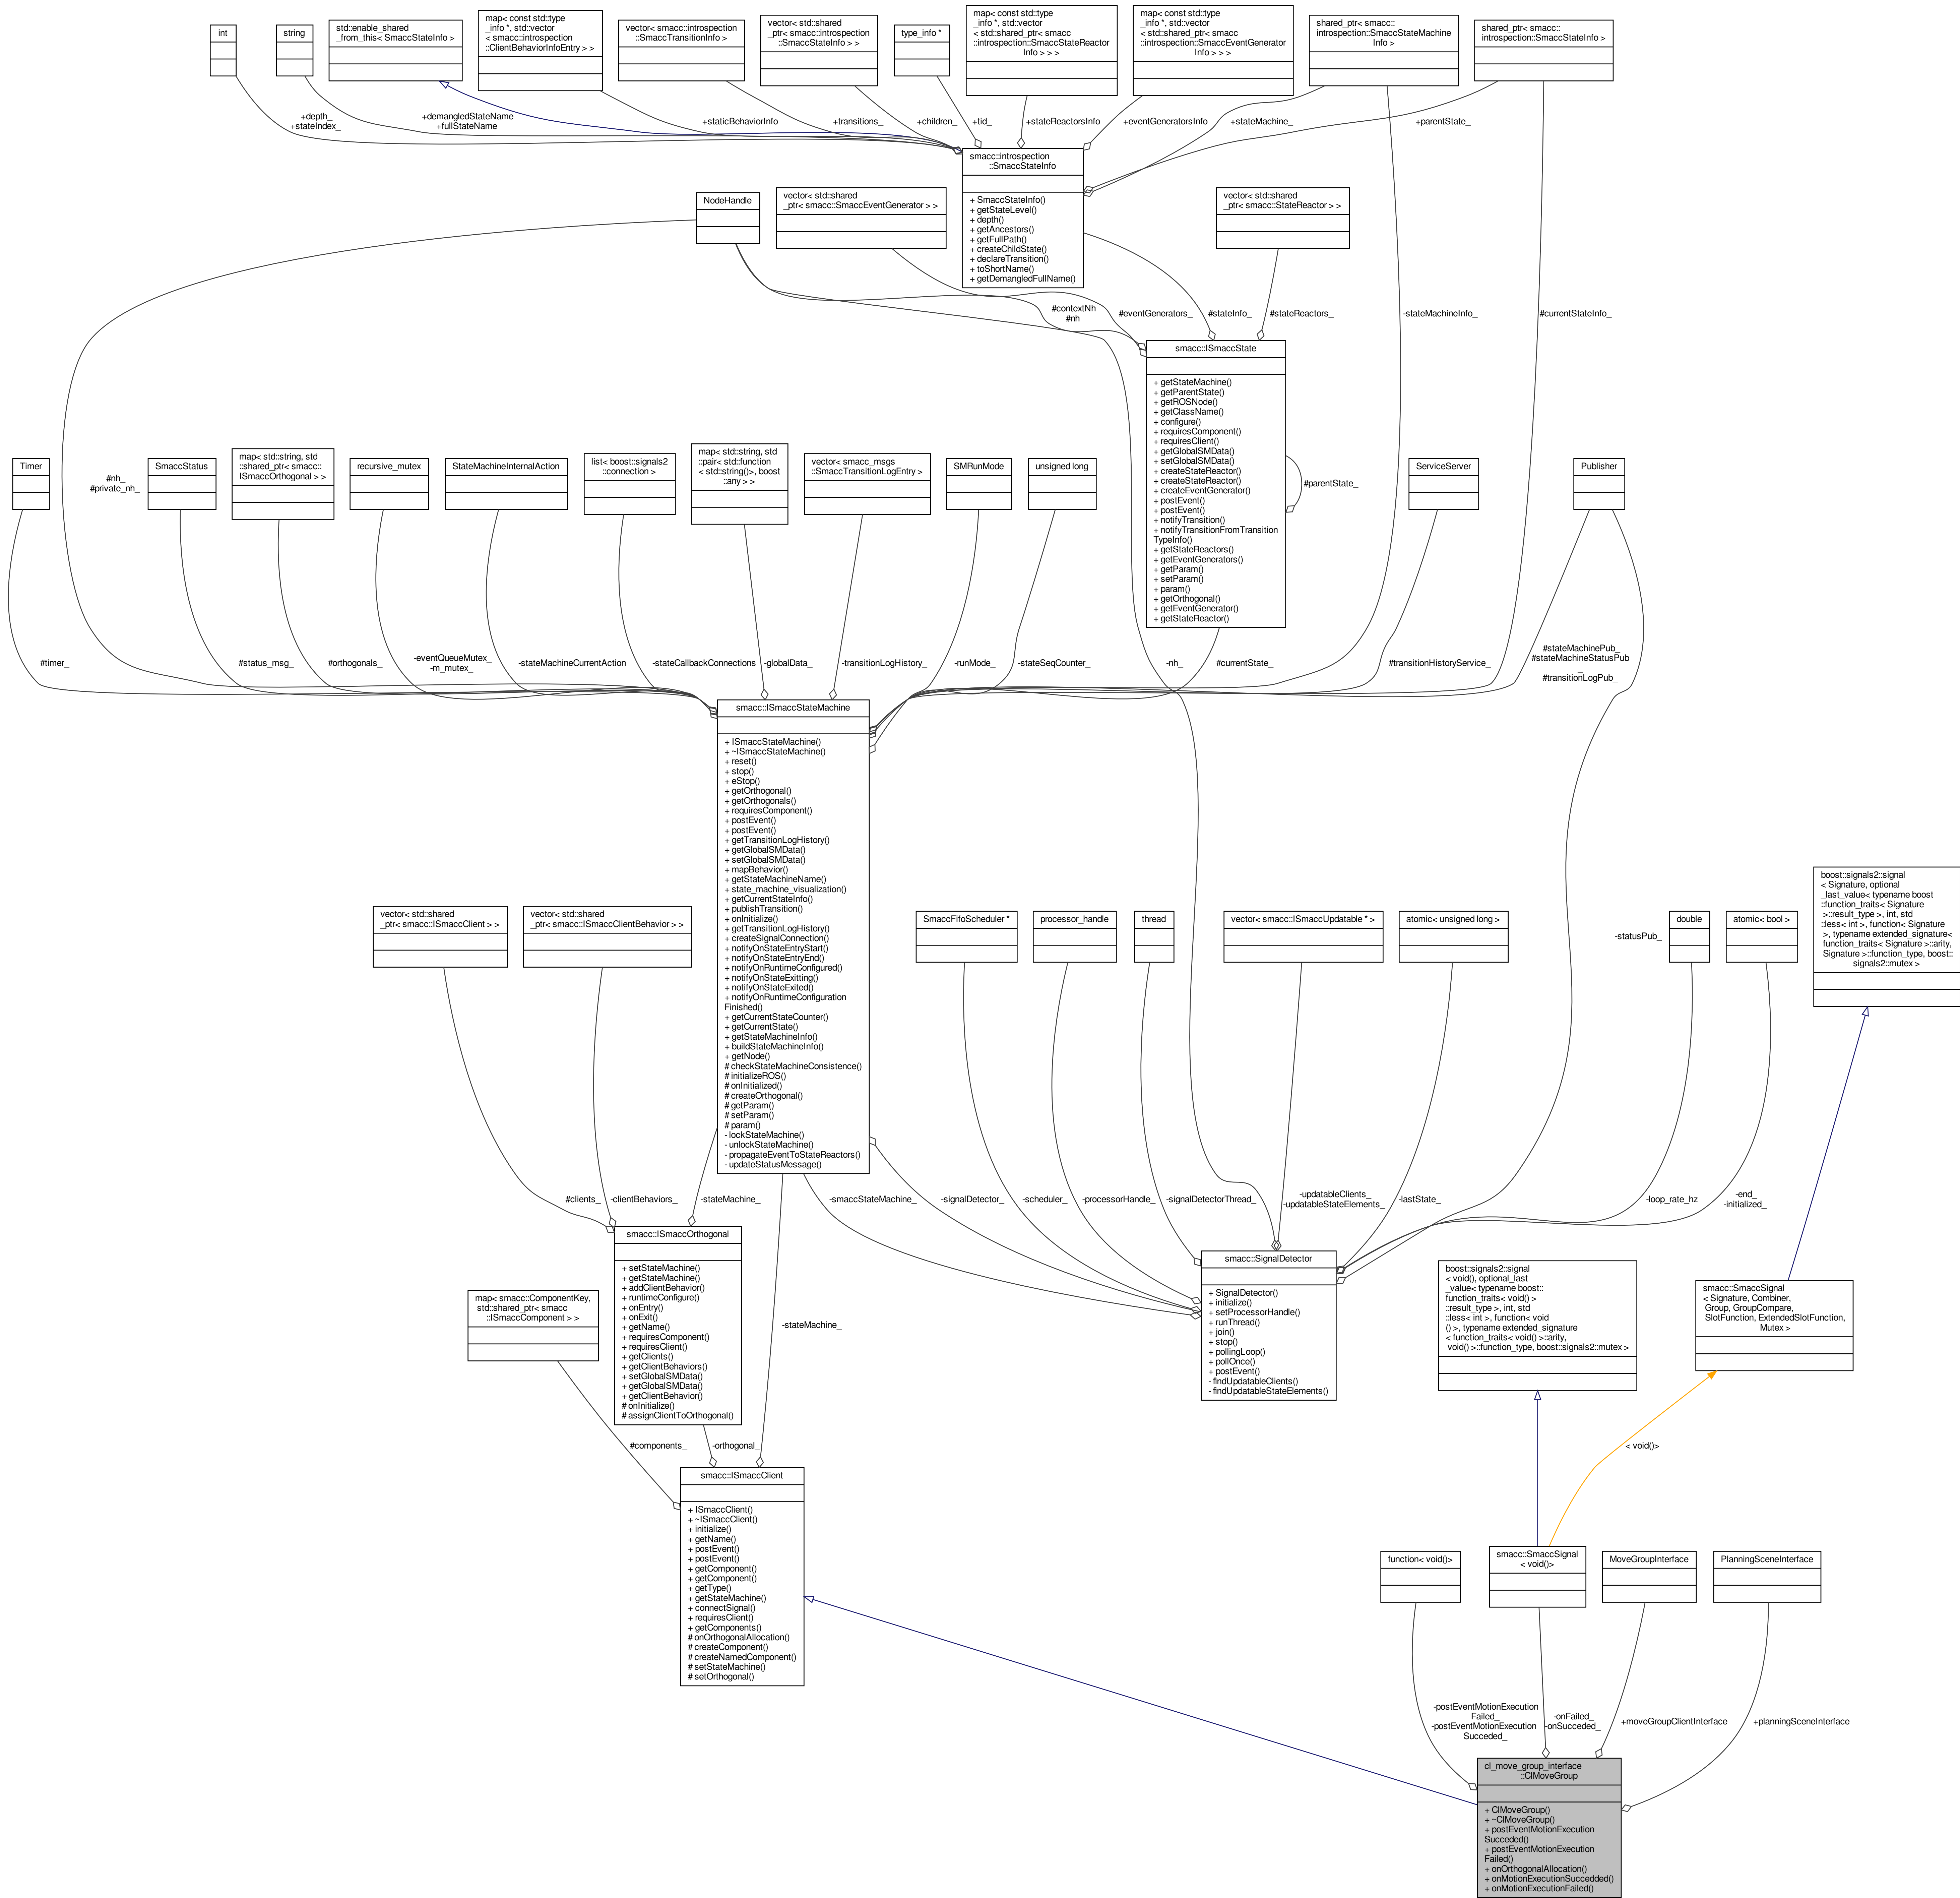 int
string
std::enable_shared
_from_this< SmaccStateInfo >
map< const std::type
_info *, std::vector
< smacc::introspection
::ClientBehaviorInfoEntry > >
vector< smacc::introspection
::SmaccTransitionInfo >
vector< std::shared
_ptr< smacc::introspection
::SmaccStateInfo > >
type_info *
map< const std::type
_info *, std::vector
< std::shared_ptr< smacc
::introspection::SmaccStateReactor
Info > > >
map< const std::type
_info *, std::vector
< std::shared_ptr< smacc
::introspection::SmaccEventGenerator
Info > > >
shared_ptr< smacc::
introspection::SmaccStateMachine
Info >
shared_ptr< smacc::
introspection::SmaccStateInfo >
+depth_
+stateIndex_
+demangledStateName
+fullStateName
+staticBehaviorInfo
+transitions_
+children_
+tid_
+stateReactorsInfo
+eventGeneratorsInfo
+stateMachine_
+parentState_
smacc::introspection
::SmaccStateInfo
+ SmaccStateInfo()
+ getStateLevel()
+ depth()
+ getAncestors()
+ getFullPath()
+ createChildState()
+ declareTransition()
+ toShortName()
+ getDemangledFullName()
NodeHandle
vector< std::shared
_ptr< smacc::SmaccEventGenerator > >
vector< std::shared
_ptr< smacc::StateReactor > >
#contextNh
#nh
#eventGenerators_
#stateInfo_
#stateReactors_
-stateMachineInfo_
#currentStateInfo_
smacc::ISmaccState
+ getStateMachine()
+ getParentState()
+ getROSNode()
+ getClassName()
+ configure()
+ requiresComponent()
+ requiresClient()
+ getGlobalSMData()
+ setGlobalSMData()
+ createStateReactor()
+ createStateReactor()
+ createEventGenerator()
+ postEvent()
+ postEvent()
+ notifyTransition()
+ notifyTransitionFromTransition
TypeInfo()
+ getStateReactors()
+ getEventGenerators()
+ getParam()
+ setParam()
+ param()
+ getOrthogonal()
+ getEventGenerator()
+ getStateReactor()
#parentState_
Timer
#nh_
#private_nh_
SmaccStatus
map< std::string, std
::shared_ptr< smacc::
ISmaccOrthogonal > >
recursive_mutex
StateMachineInternalAction
list< boost::signals2
::connection >
map< std::string, std
::pair< std::function
< std::string()>, boost
::any > >
vector< smacc_msgs
::SmaccTransitionLogEntry >
SMRunMode
unsigned long
ServiceServer
Publisher
#timer_
#status_msg_
#orthogonals_
-eventQueueMutex_
-m_mutex_
-stateMachineCurrentAction
-stateCallbackConnections
-globalData_
-transitionLogHistory_
-runMode_
-stateSeqCounter_
-nh_
#currentState_
#transitionHistoryService_
#stateMachinePub_
#stateMachineStatusPub
_
#transitionLogPub_
smacc::ISmaccStateMachine
+ ISmaccStateMachine()
+ ~ISmaccStateMachine()
+ reset()
+ stop()
+ eStop()
+ getOrthogonal()
+ getOrthogonals()
+ requiresComponent()
+ postEvent()
+ postEvent()
+ getTransitionLogHistory()
+ getGlobalSMData()
+ setGlobalSMData()
+ mapBehavior()
+ getStateMachineName()
+ state_machine_visualization()
+ getCurrentStateInfo()
+ publishTransition()
+ onInitialize()
+ getTransitionLogHistory()
+ createSignalConnection()
+ notifyOnStateEntryStart()
+ notifyOnStateEntryEnd()
+ notifyOnRuntimeConfigured()
+ notifyOnStateExitting()
+ notifyOnStateExited()
+ notifyOnRuntimeConfiguration
Finished()
+ getCurrentStateCounter()
+ getCurrentState()
+ getStateMachineInfo()
+ buildStateMachineInfo()
+ getNode()
# checkStateMachineConsistence()
# initializeROS()
# onInitialized()
# createOrthogonal()
# getParam()
# setParam()
# param()
- lockStateMachine()
- unlockStateMachine()
- propagateEventToStateReactors()
- updateStatusMessage()
vector< std::shared
_ptr< smacc::ISmaccClient > >
vector< std::shared
_ptr< smacc::ISmaccClientBehavior > >
SmaccFifoScheduler *
processor_handle
thread
vector< smacc::ISmaccUpdatable * >
atomic< unsigned long >
-statusPub_
double
atomic< bool >
boost::signals2::signal
< Signature, optional
_last_value< typename boost
::function_traits< Signature
>::result_type >, int, std
::less< int >, function< Signature
>, typename extended_signature<
function_traits< Signature >::arity,
Signature >::function_type, boost::
signals2::mutex >
#clients_
-clientBehaviors_
-stateMachine_
-smaccStateMachine_
-signalDetector_
-scheduler_
-processorHandle_
-signalDetectorThread_
-updatableClients_
-updatableStateElements_
-lastState_
-loop_rate_hz
-end_
-initialized_
smacc::ISmaccOrthogonal
+ setStateMachine()
+ getStateMachine()
+ addClientBehavior()
+ runtimeConfigure()
+ onEntry()
+ onExit()
+ getName()
+ requiresComponent()
+ requiresClient()
+ getClients()
+ getClientBehaviors()
+ setGlobalSMData()
+ getGlobalSMData()
+ getClientBehavior()
# onInitialize()
# assignClientToOrthogonal()
smacc::SignalDetector
+ SignalDetector()
+ initialize()
+ setProcessorHandle()
+ runThread()
+ join()
+ stop()
+ pollingLoop()
+ pollOnce()
+ postEvent()
- findUpdatableClients()
- findUpdatableStateElements()
map< smacc::ComponentKey,
std::shared_ptr< smacc
::ISmaccComponent > >
-stateMachine_
boost::signals2::signal
< void(), optional_last
_value< typename boost::
function_traits< void() >
::result_type >, int, std
::less< int >, function< void
() >, typename extended_signature
< function_traits< void() >::arity,
void() >::function_type, boost::signals2::mutex >
smacc::SmaccSignal
< Signature, Combiner,
Group, GroupCompare,
SlotFunction, ExtendedSlotFunction,
Mutex >
#components_
-orthogonal_
< void()>
smacc::ISmaccClient
+ ISmaccClient()
+ ~ISmaccClient()
+ initialize()
+ getName()
+ postEvent()
+ postEvent()
+ getComponent()
+ getComponent()
+ getType()
+ getStateMachine()
+ connectSignal()
+ requiresClient()
+ getComponents()
# onOrthogonalAllocation()
# createComponent()
# createNamedComponent()
# setStateMachine()
# setOrthogonal()
function< void()>
smacc::SmaccSignal
< void()>
MoveGroupInterface
PlanningSceneInterface
-postEventMotionExecution
Failed_
-postEventMotionExecution
Succeded_
-onFailed_
-onSucceded_
+moveGroupClientInterface
+planningSceneInterface
cl_move_group_interface
::ClMoveGroup
+ ClMoveGroup()
+ ~ClMoveGroup()
+ postEventMotionExecution
Succeded()
+ postEventMotionExecution
Failed()
+ onOrthogonalAllocation()
+ onMotionExecutionSuccedded()
+ onMotionExecutionFailed()